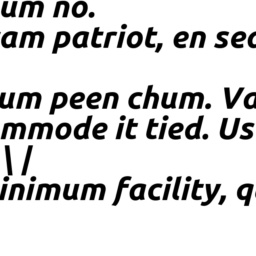 um no.
am patriot, en sec
um peen chum. Va
mmode it tied. Us
\ /
inimum facility, q